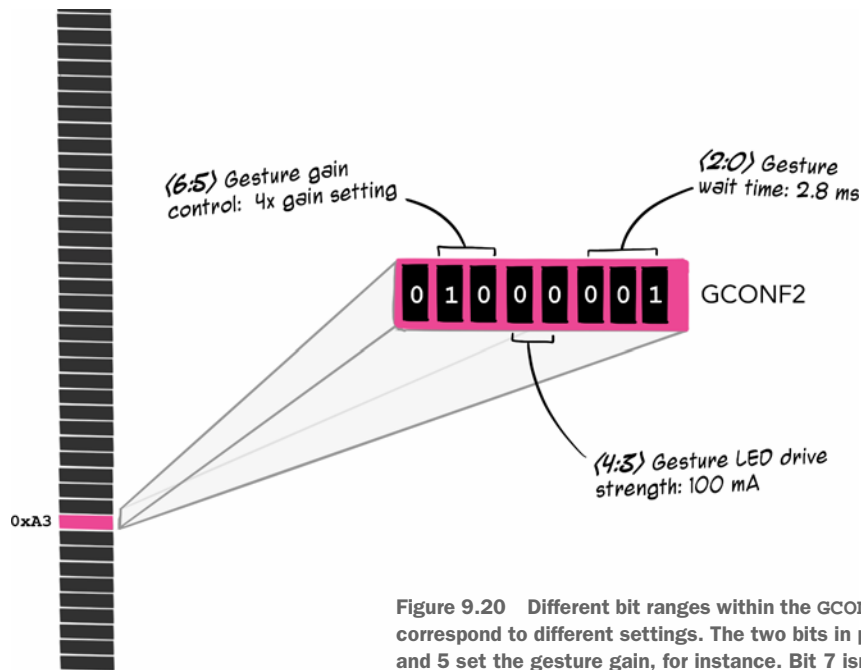 ⟨6:5⟩ Gesture gain
control: 4x gain setting
⟨2:0⟩ Gesture
wait time: 2.8 ms
0 1 0 0 0 0 0 1
GCONF2
⟨4:3⟩ Gesture LED drive
strength: 100 mA
0xA3
Figure 9.20 Different bit ranges within the
correspond to different settings. The two bits in
and 5 set the gesture gain, for instance. Bit 7